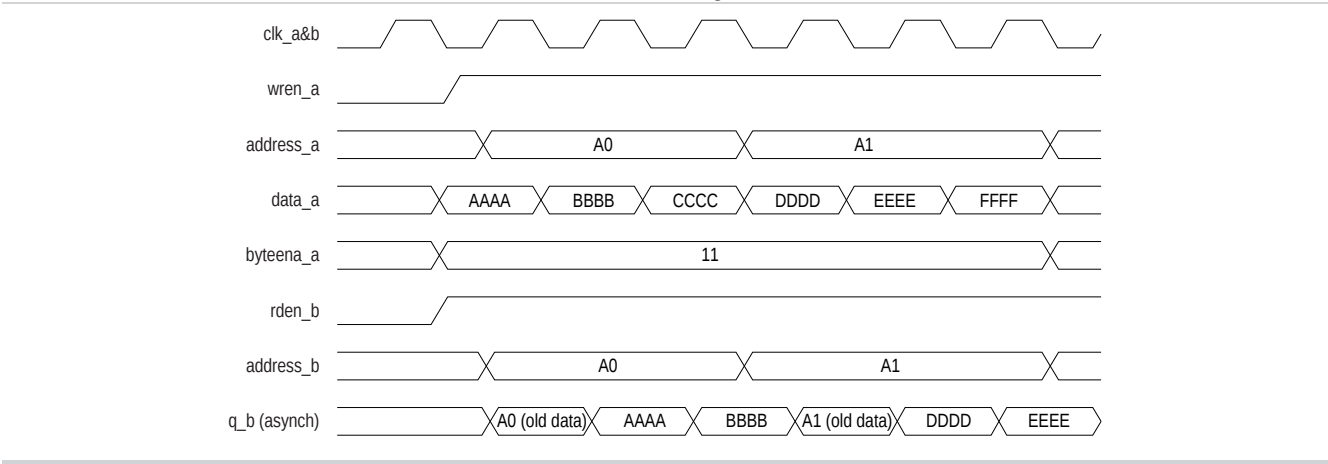 clk_a&b
wren_a
address_a A0 A1
data_a AAAA BBBB CCCC DDDD EEEE FFFF
byteena_a 11
rden_b
address_b A0 A1
q_b (asynch) A0 (old data) AAAA BBBB A1 (old data) DDDD EEEE